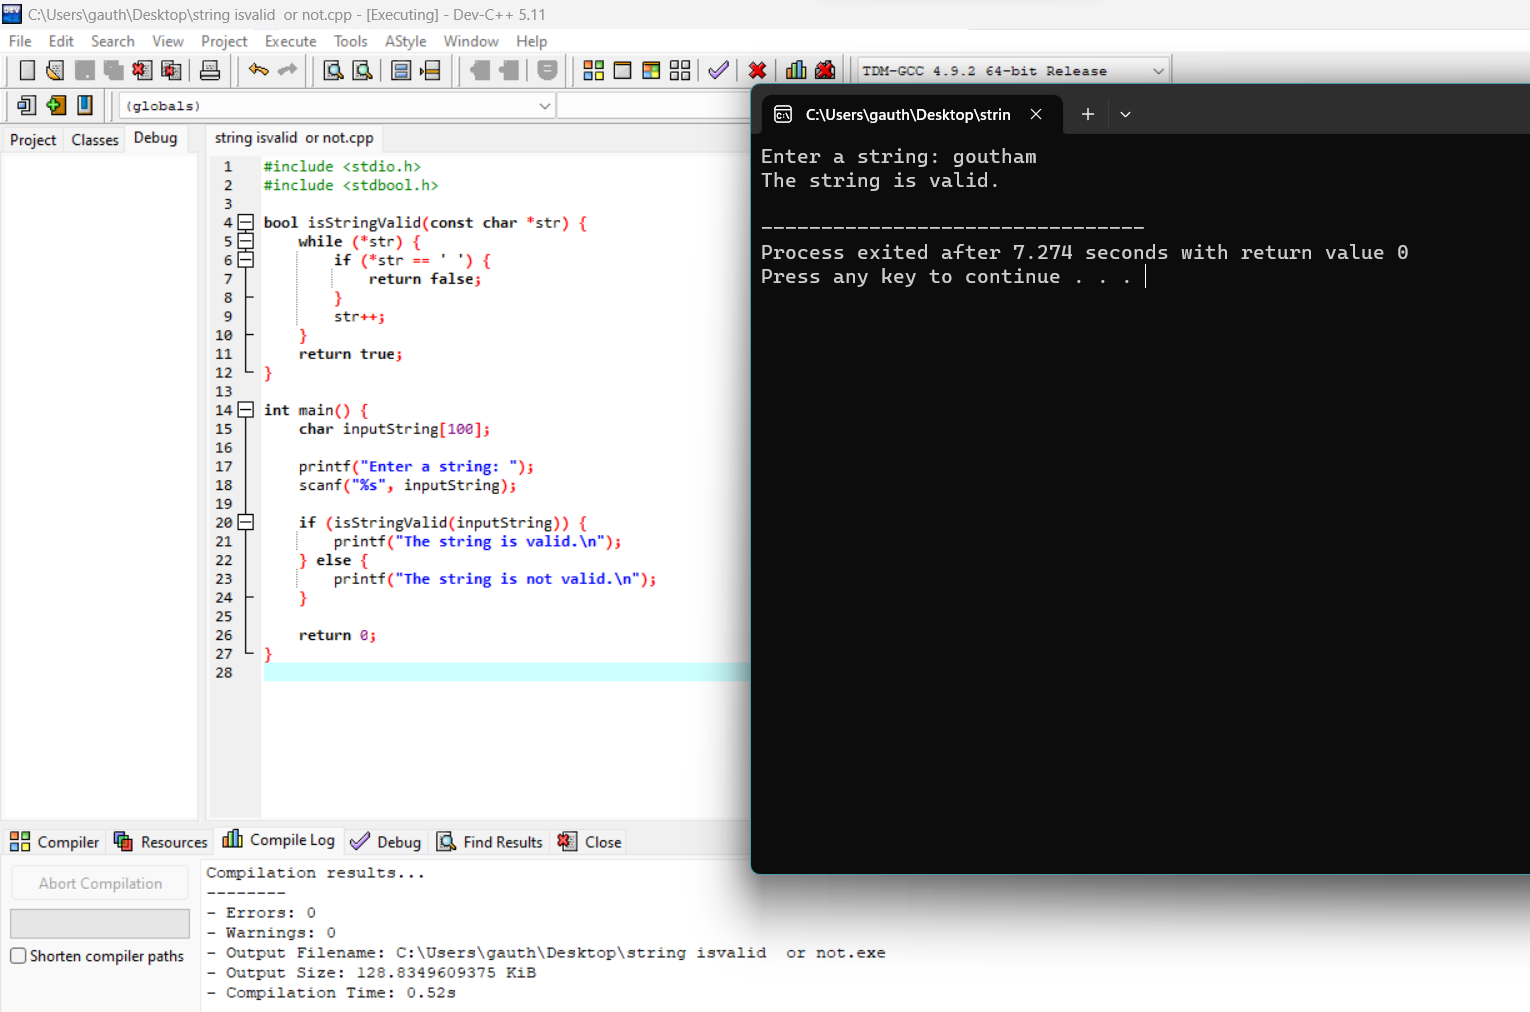 C:\Users\gauth\Desktop\string isvalid  or not.cpp - [Executing] - Dev-C++ 5.11
File Edit Search View Project Execute Tools AStyle Window Help
TDM-GCC 4.9.2 64-bit Release
(globals)
Project Classes Debug
string isvalid  or not.cpp
1 #include <stdio.h>
2 #include <stdbool.h>
3
4 bool isStringValid(const char *str) {
5     while (*str) {
6         if (*str == ' ') {
7             return false;
8         }
9         str++;
10     }
11     return true;
12 }
13
14 int main() {
15     char inputString[100];
16
17     printf("Enter a string: ");
18     scanf("%s", inputString);
19
20     if (isStringValid(inputString)) {
21         printf("The string is valid.\n");
22     } else {
23         printf("The string is not valid.\n");
24     }
25
26     return 0;
27 }
28
C:\Users\gauth\Desktop\strin
Enter a string: goutham
The string is valid.
--------------------------------
Process exited after 7.274 seconds with return value 0
Press any key to continue . . .
Compiler Resources Compile Log Debug Find Results Close
Abort Compilation
Shorten compiler paths
Compilation results...
--------
- Errors: 0
- Warnings: 0
- Output Filename: C:\Users\gauth\Desktop\string isvalid  or not.exe
- Output Size: 128.8349609375 KiB
- Compilation Time: 0.52s